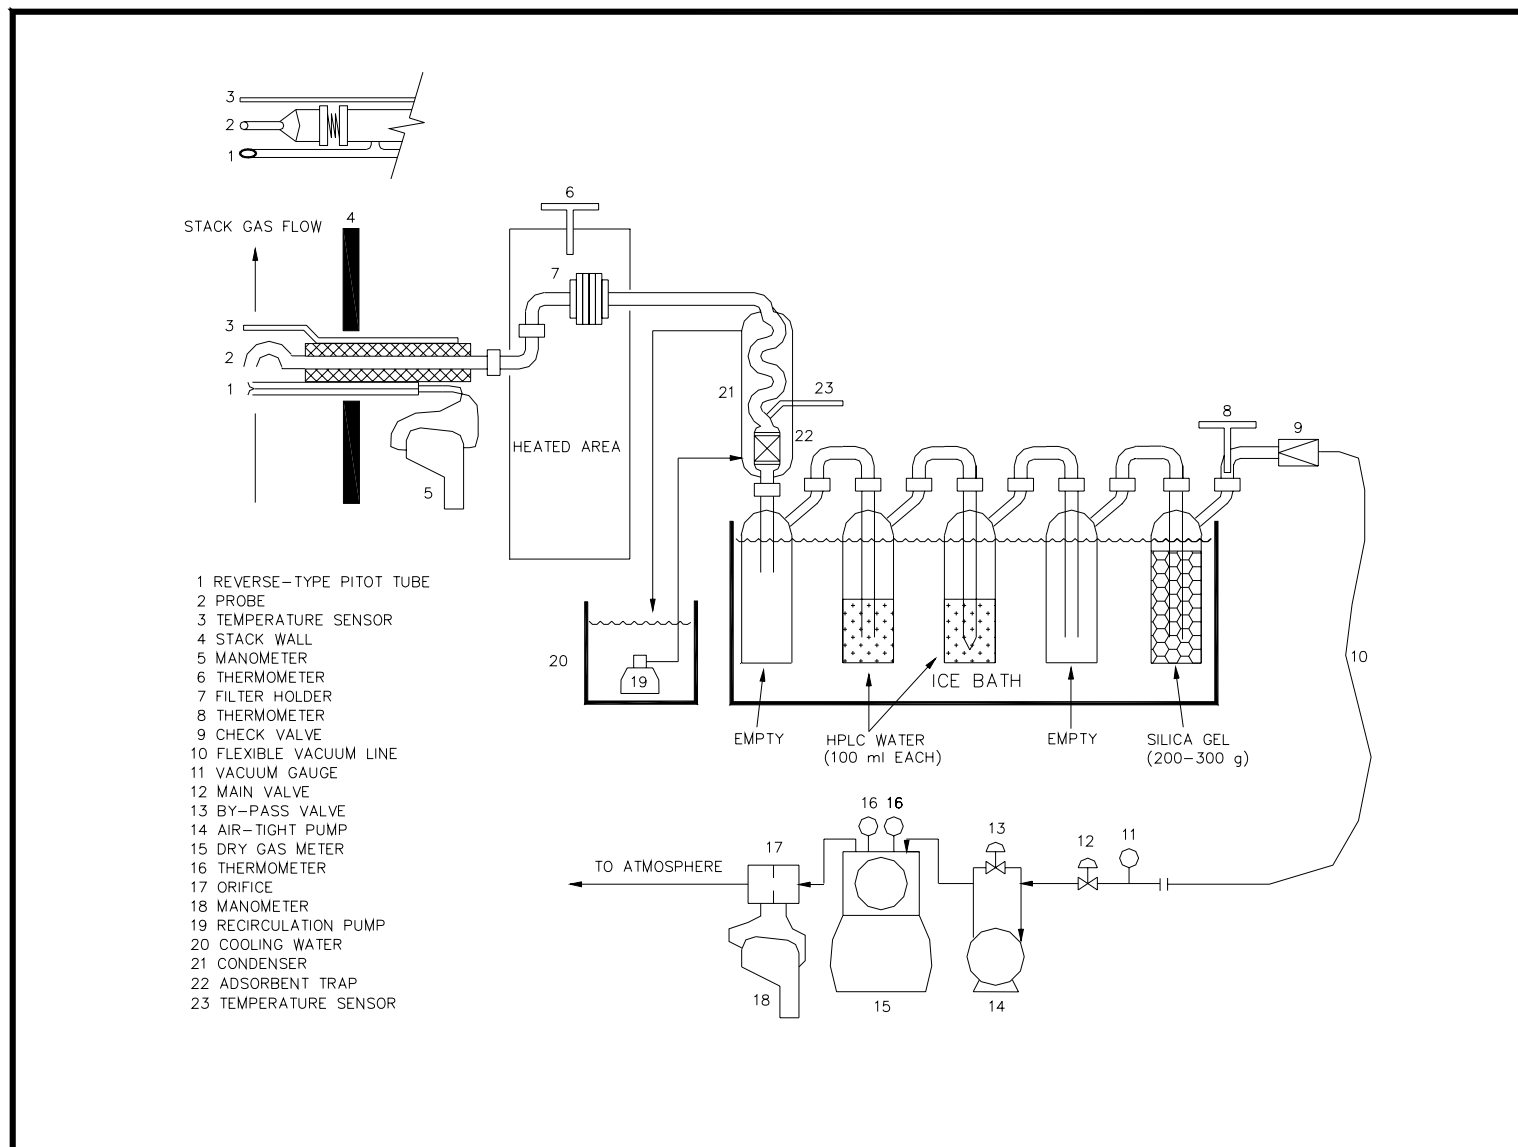 3
2
1
6
4
STACK GAS FLOW
7
3
2
1
21
23
22
8
9
HEATED AREA
5
1 REVERSE-TYPE PITOT TUBE
2 PROBE
3 TEMPERATURE SENSOR
4 STACK WALL
5 MANOMETER
6 THERMOMETER
7 FILTER HOLDER
8 THERMOMETER
9 CHECK VALVE
10 FLEXIBLE VACUUM LINE
11 VACUUM GAUGE
12 MAIN VALVE
13 BY-PASS VALVE
14 AIR-TIGHT PUMP
15 DRY GAS METER
16 THERMOMETER
17 ORIFICE
18 MANOMETER
19 RECIRCULATION PUMP
20 COOLING WATER
21 CONDENSER
22 ADSORBENT TRAP
23 TEMPERATURE SENSOR
20
19
ICE BATH
10
EMPTY
HPLC WATER
(100 ml EACH)
EMPTY
SILICA GEL
(200-300 g)
16 16
13
12
11
17
TO ATMOSPHERE
18
15
14